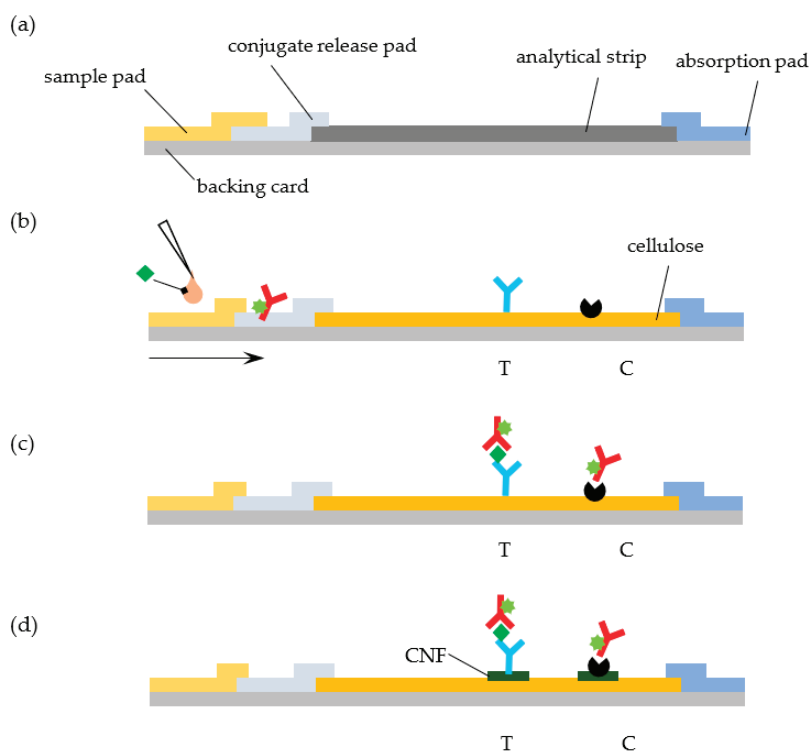 (a)
conjugate release pad
analytical strip
absorption pad
sample pad
backing card
(b)
cellulose
T C
(c)
T C
(d)
CNF
T C